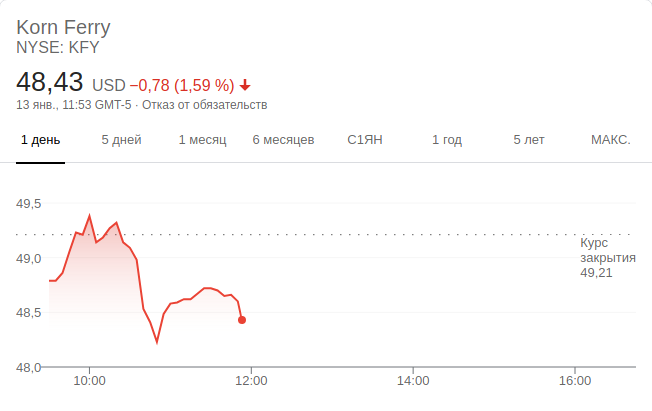 Korn Ferry
NYSE: KFY
48,43 USD −0,78 (1,59 %)
13 янв., 11:53 GMT-5 · Отказ от обязательств
1 день 5 дней 1 месяц 6 месяцев С1ЯН 1 год 5 лет МАКС.
49,5
Курс
закрытия
49,21
49,0
48,5
48,0
10:00 12:00 14:00 16:00